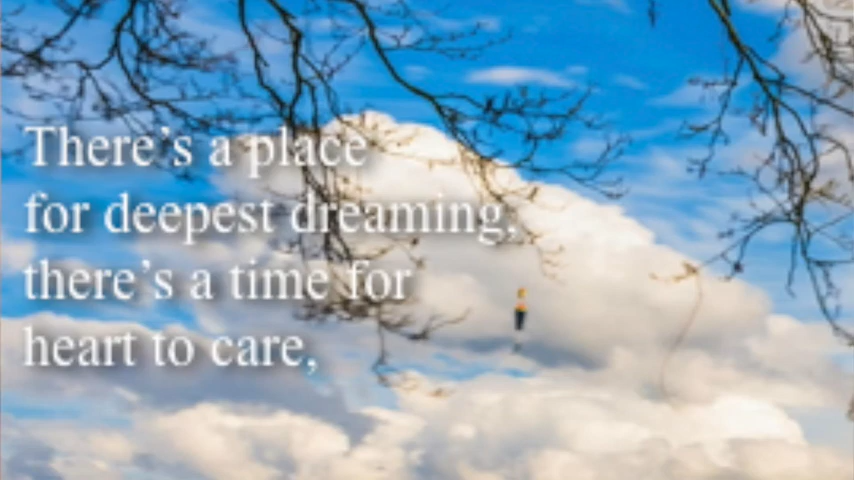 There’s a place
for deepest dreaming,
there’s a time for
heart to care,